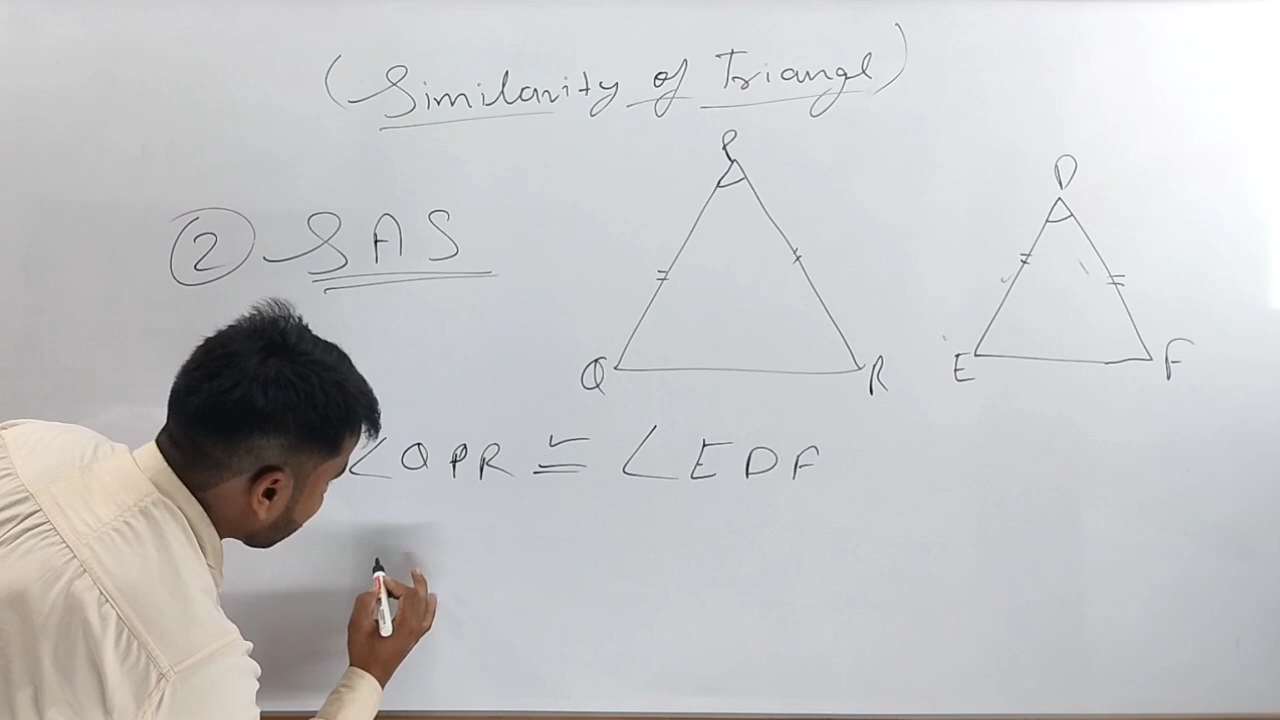 (Similarity of Triangle)
② SAS
P
Q
R
D
E
F
∠QPR ≅ ∠EDF